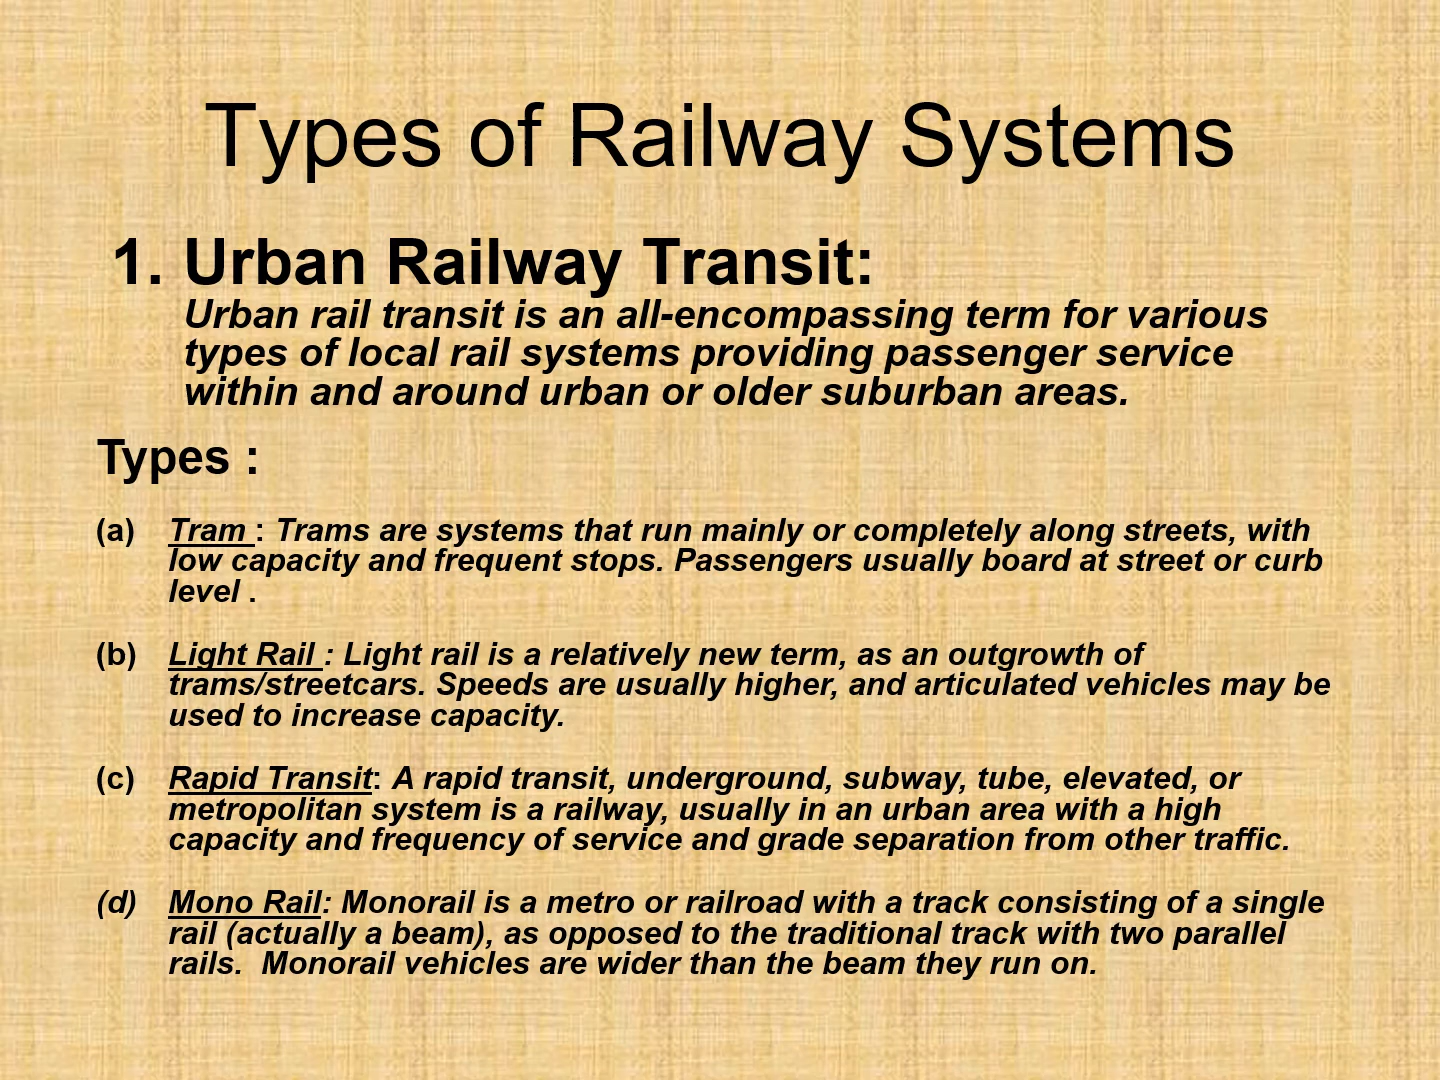 Types of Railway Systems
1. Urban Railway Transit:
Urban rail transit is an all-encompassing term for various
types of local rail systems providing passenger service
within and around urban or older suburban areas.
Types :
(a) Tram : Trams are systems that run mainly or completely along streets, with
low capacity and frequent stops. Passengers usually board at street or curb
level .
(b) Light Rail : Light rail is a relatively new term, as an outgrowth of
trams/streetcars. Speeds are usually higher, and articulated vehicles may be
used to increase capacity.
(c) Rapid Transit: A rapid transit, underground, subway, tube, elevated, or
metropolitan system is a railway, usually in an urban area with a high
capacity and frequency of service and grade separation from other traffic.
(d) Mono Rail: Monorail is a metro or railroad with a track consisting of a single
rail (actually a beam), as opposed to the traditional track with two parallel
rails.  Monorail vehicles are wider than the beam they run on.